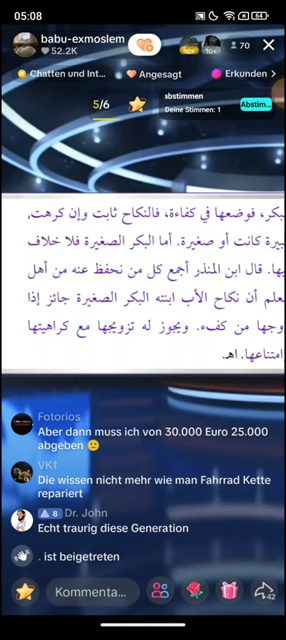 05:08
64
babu-exmoslem
52.2K
10+
10+
70
Chatten und Int...
Angesagt
Erkunden
5/6
abstimmen
Deine Stimmen: 1
Abstim...
لبكر، فوضعها في كفاءة، فالنكاح ثابت وإن كرهت,
بيرة كانت أو صغيرة. أما البكر الصغيرة فلا خلاف
يها. قال ابن المنذر أجمع كل من نحفظ عنه من أهل
علم أن نكاح الأب ابنته البكر الصغيرة جائز إذا
وجها من كفء. ويجوز له تزويجها مع كراهيتها
امتناعها. اهـ.
Fotorios
Aber dann muss ich von 30.000 Euro 25.000
abgeben 🙁
VKt
Die wissen nicht mehr wie man Fahrrad Kette
repariert
8 Dr. John
Echt traurig diese Generation
. ist beigetreten
Kommenta...
42